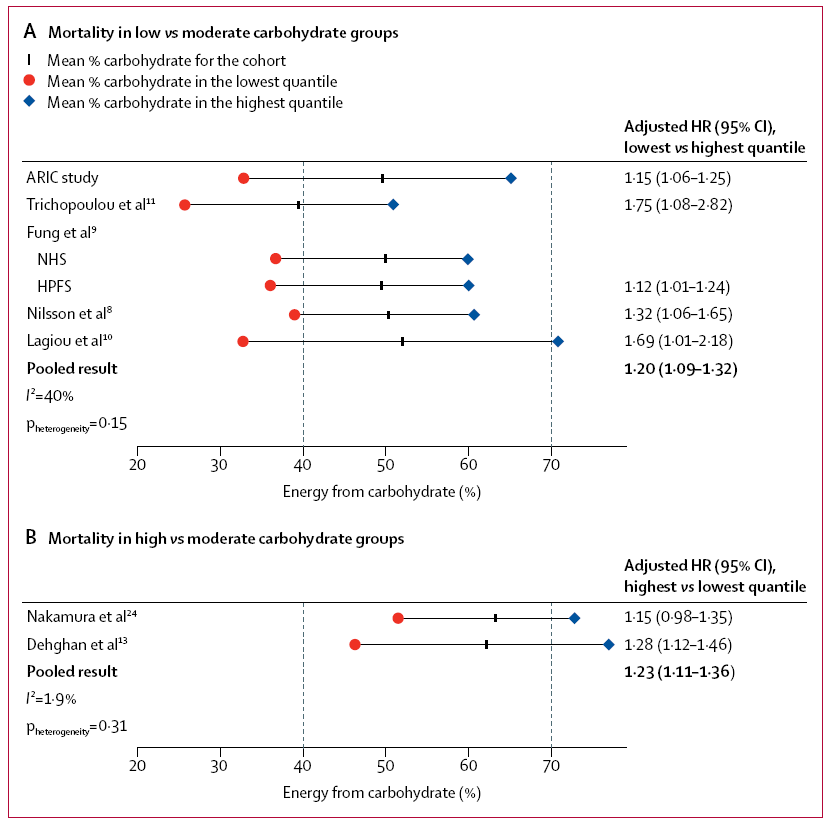 A Mortality in low vs moderate carbohydrate groups
Mean % carbohydrate for the cohort
Mean % carbohydrate in the lowest quantile
Mean % carbohydrate in the highest quantile
Adjusted HR (95% CI),
lowest vs highest quantile
ARIC study 1·15 (1·06–1·25)
Trichopoulou et al¹¹ 1·75 (1·08–2·82)
Fung et al⁹
NHS
HPFS 1·12 (1·01–1·24)
Nilsson et al⁸ 1·32 (1·06–1·65)
Lagiou et al¹⁰ 1·69 (1·01–2·18)
Pooled result 1·20 (1·09–1·32)
I²=40%
pheterogeneity=0·15
20 30 40 50 60 70
Energy from carbohydrate (%)
B Mortality in high vs moderate carbohydrate groups
Adjusted HR (95% CI),
highest vs lowest quantile
Nakamura et al²⁴ 1·15 (0·98–1·35)
Dehghan et al¹³ 1·28 (1·12–1·46)
Pooled result 1·23 (1·11–1·36)
I²=1·9%
pheterogeneity=0·31
20 30 40 50 60 70
Energy from carbohydrate (%)